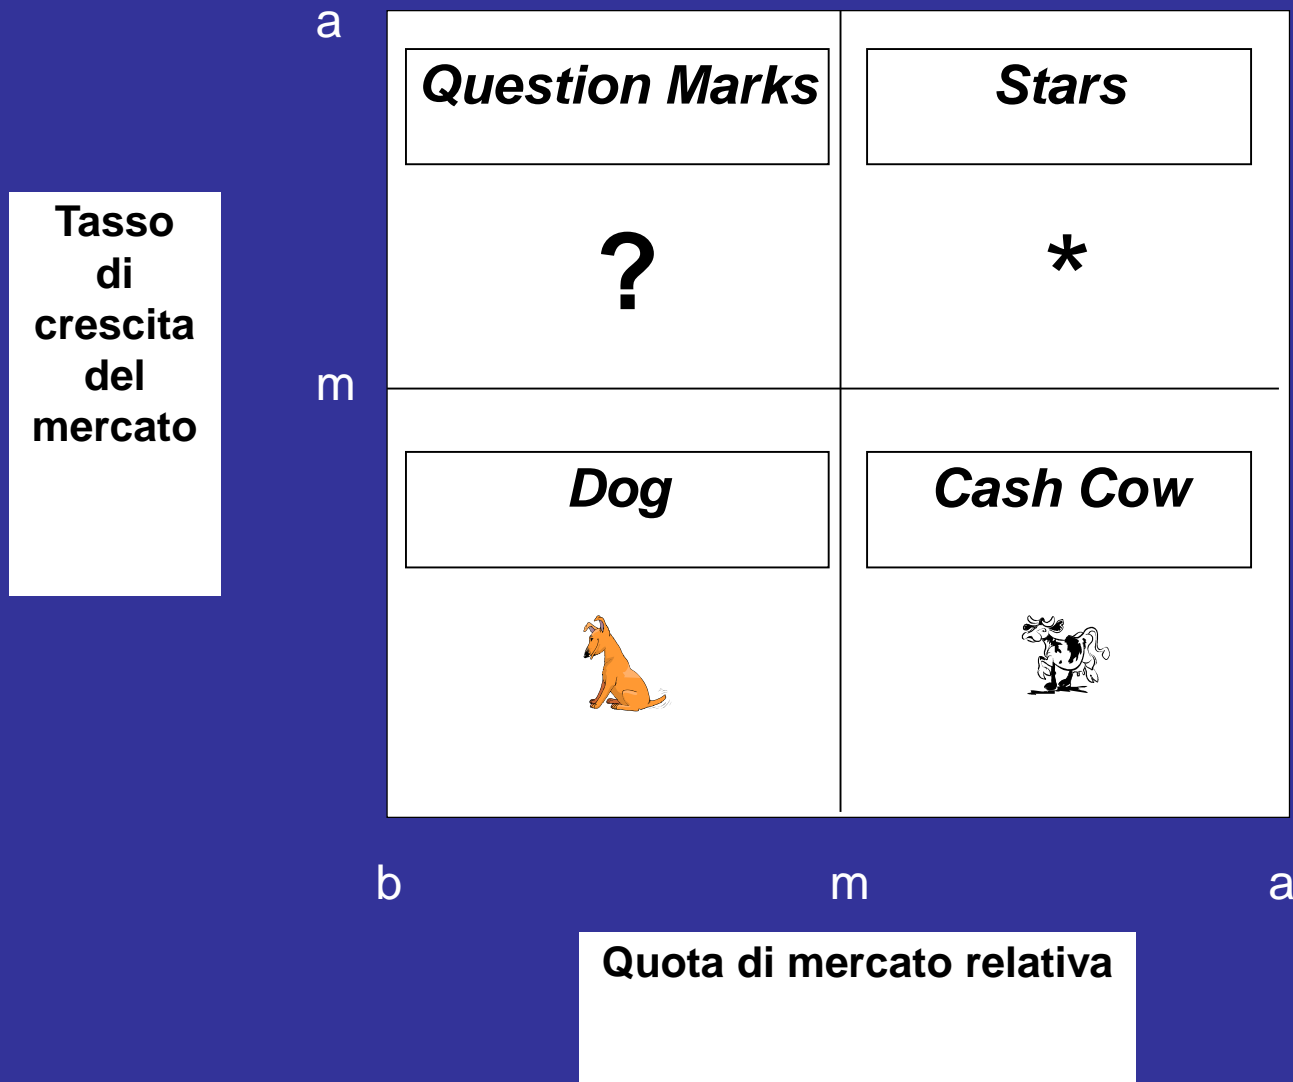 a
Question Marks
Stars
?
*
Tasso
di
crescita
del
mercato
m
Dog
Cash Cow
b
m
a
Quota di mercato relativa